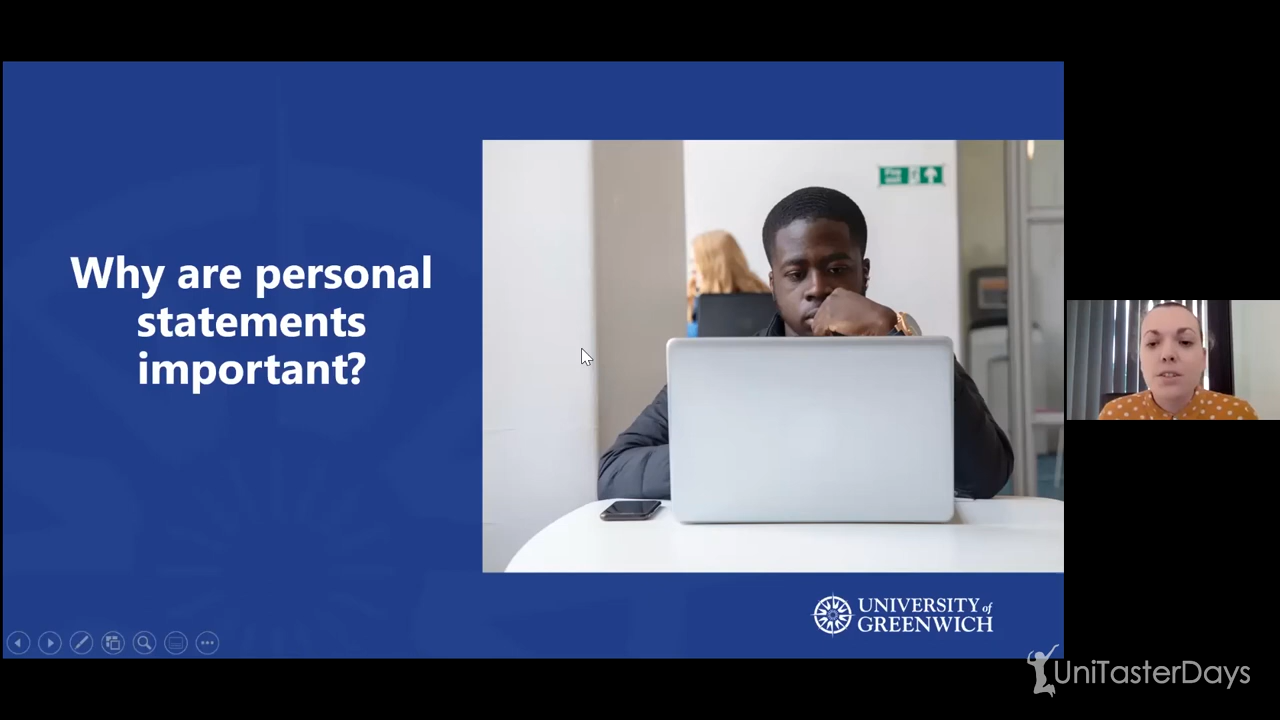 Why are personal
statements
important?
UNIVERSITY of
GREENWICH
UniTasterDays